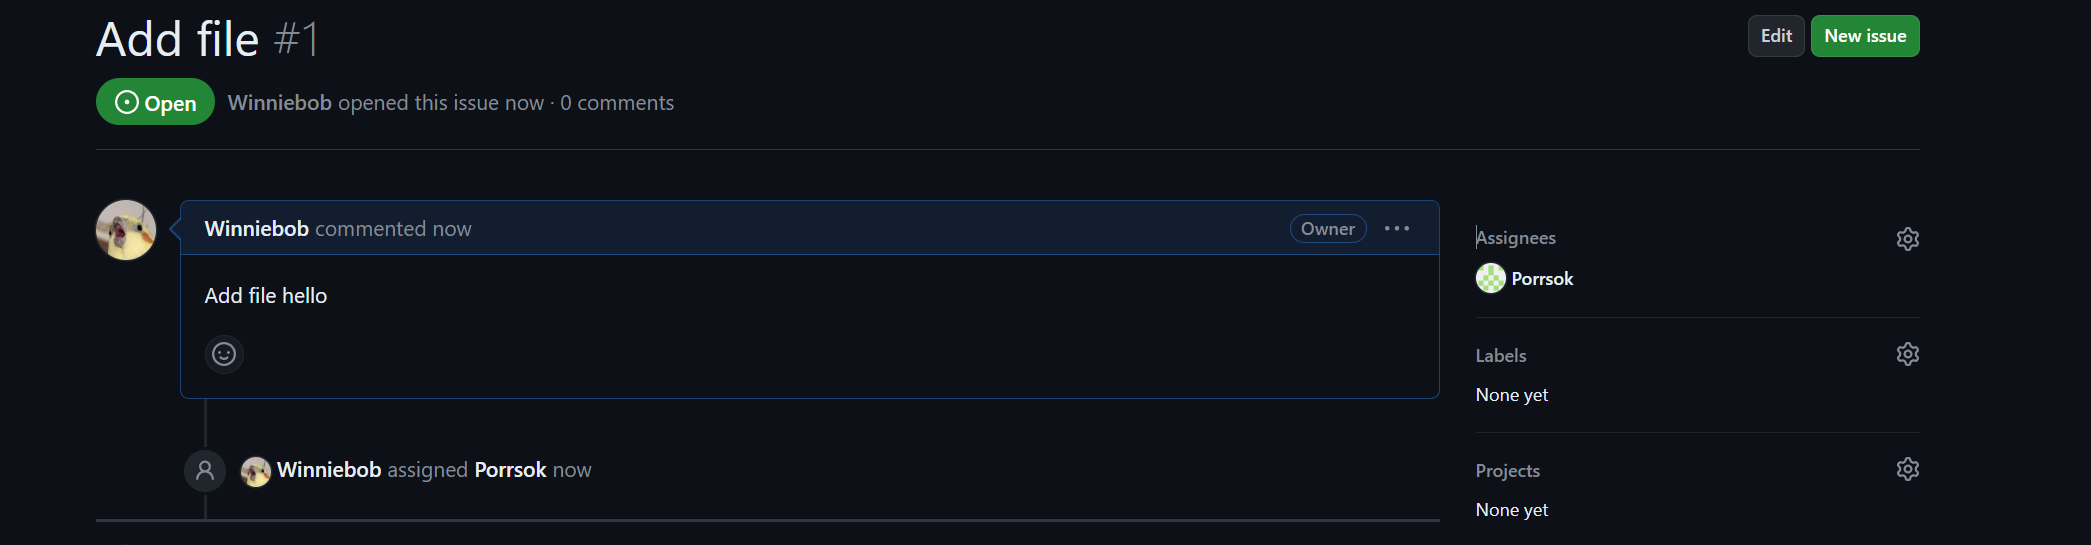 Add file #1
Edit
New issue
Open
Winniebob opened this issue now · 0 comments
Winniebob commented now
Owner
Add file hello
Winniebob assigned Porrsok now
Assignees
Porrsok
Labels
None yet
Projects
None yet